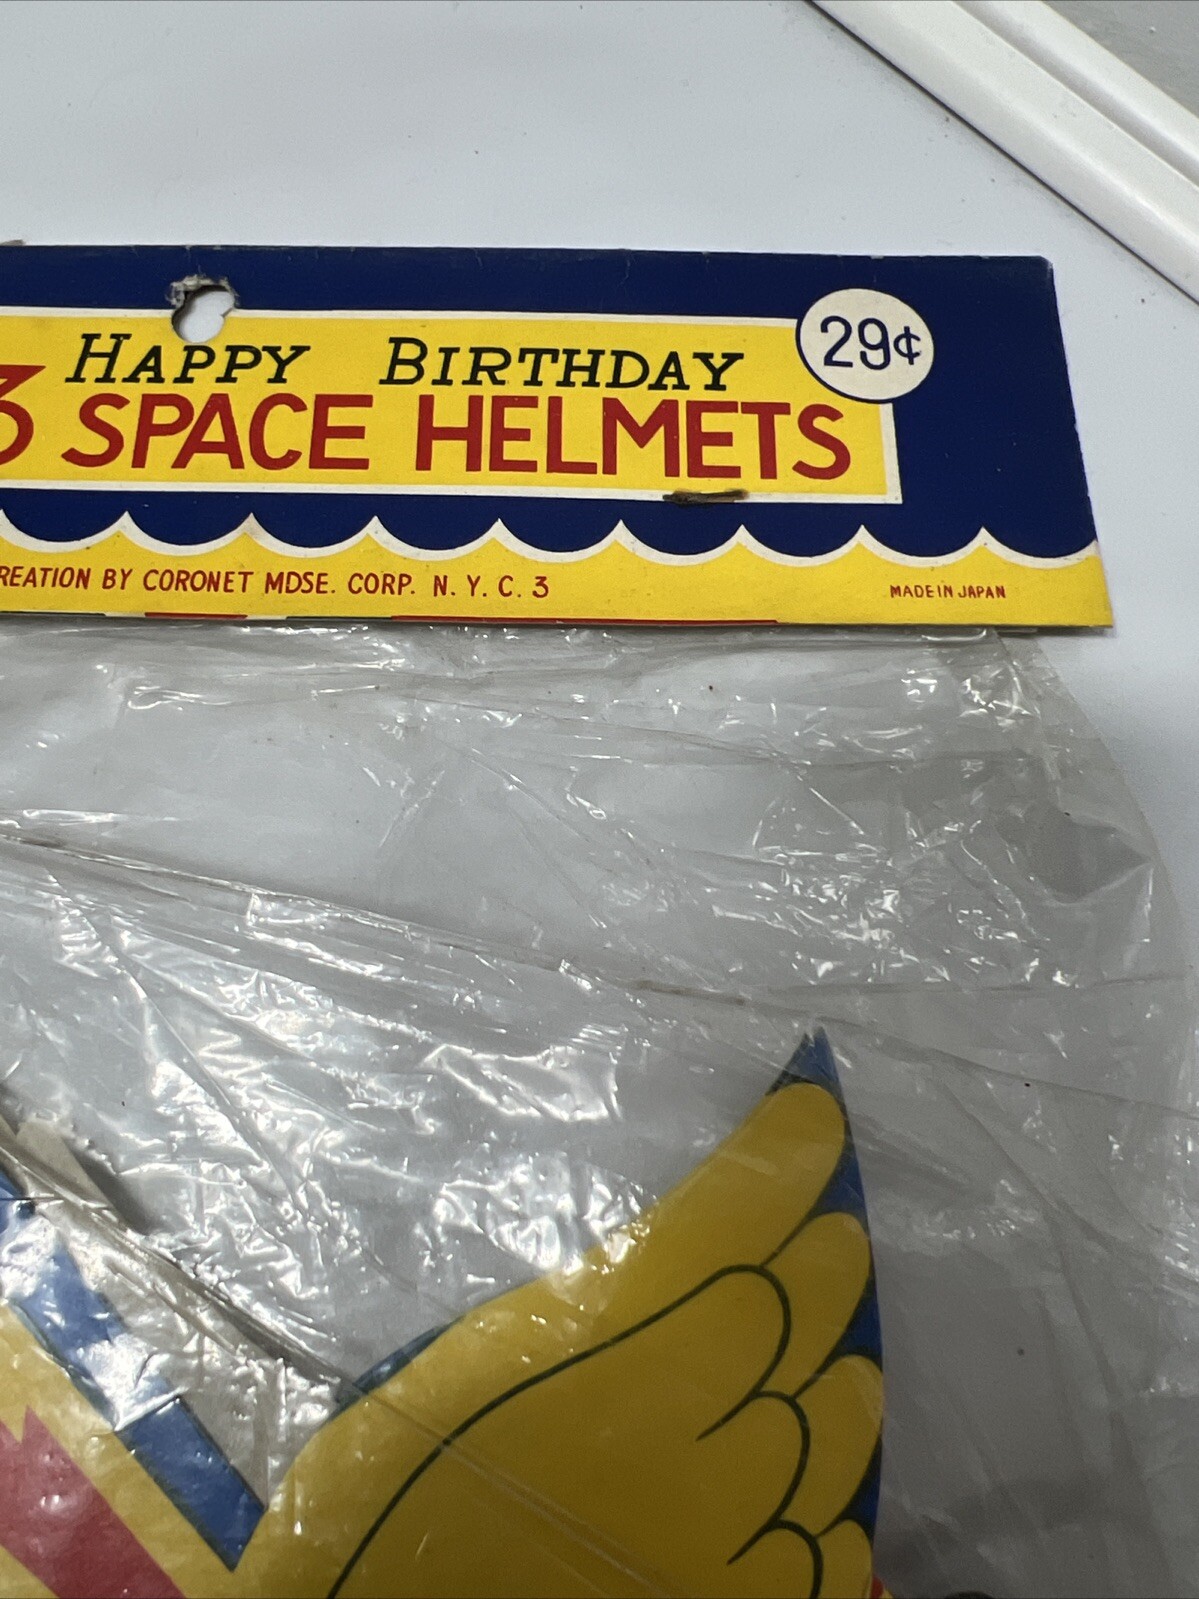 HAPPY BIRTHDAY
29¢
3 SPACE HELMETS
REATION BY CORONET MDSE. CORP. N. Y. C. 3
MADE IN JAPAN